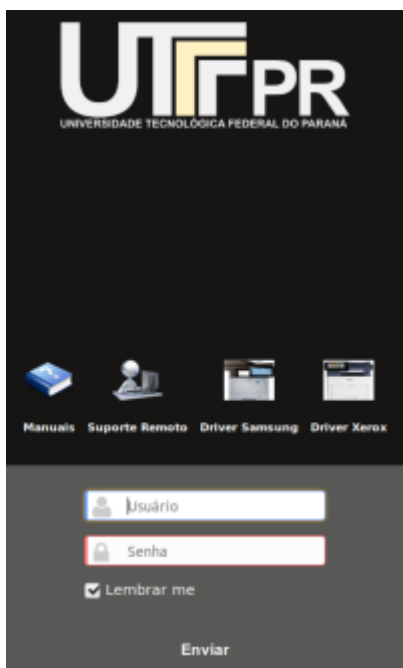 UTFPR
UNIVERSIDADE TECNOLÓGICA FEDERAL DO PARANÁ
Manuais Suporte Remoto Driver Samsung Driver Xerox
Usuário
Senha
Lembrar me
Enviar